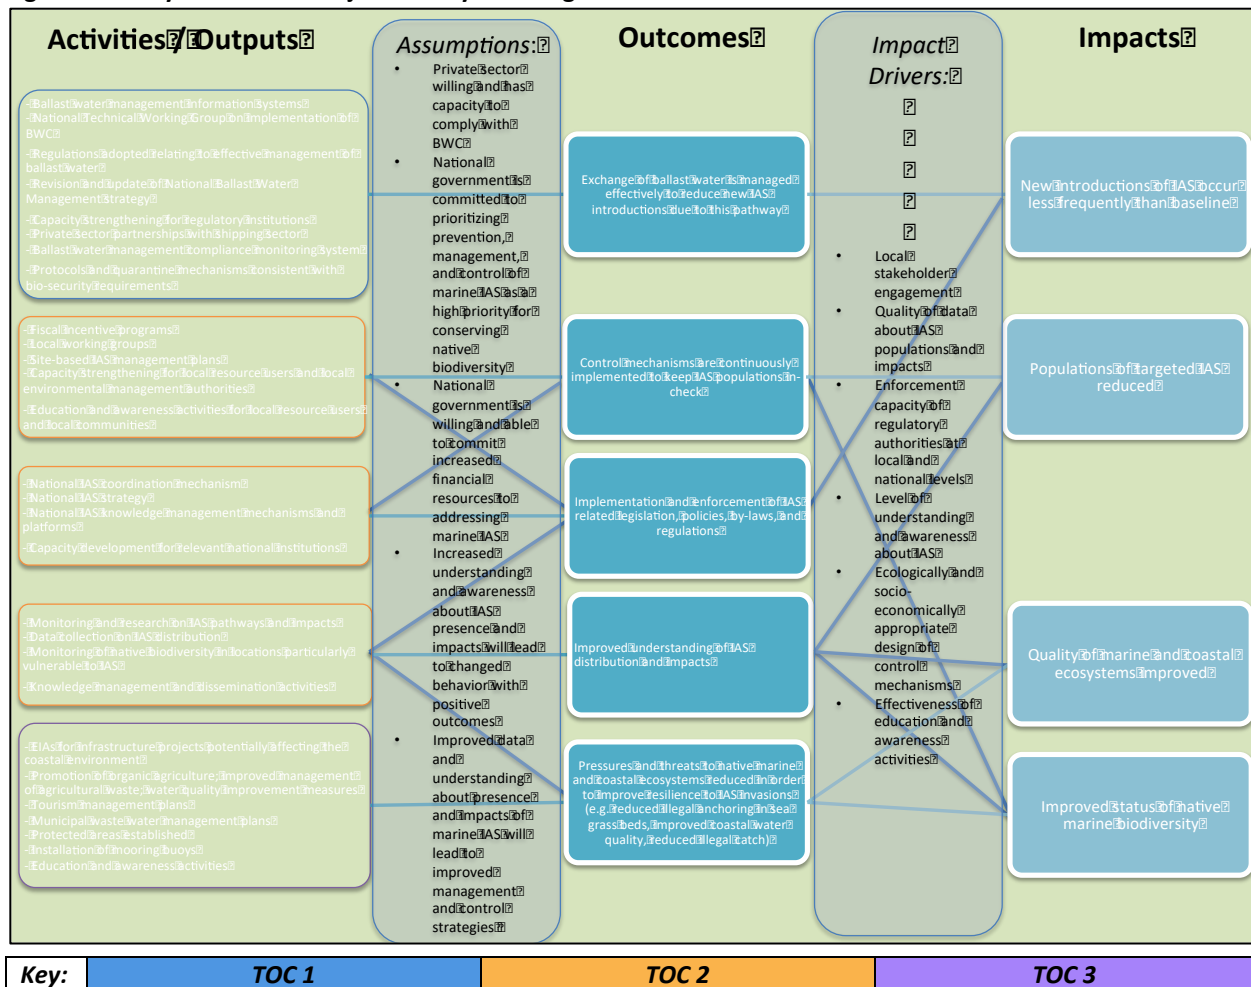 Activities / Outputs
- Ballast water management information systems
- National Technical Working Group on Implementation of
BWC
- Regulations adopted relating to effective management of
ballast water
- Revision and update of National Ballast Water
Management strategy
- Capacity strengthening for regulatory institutions
- Private sector partnerships with shipping sector
- Ballast water management compliance monitoring system
- Protocols and quarantine mechanisms consistent with
bio-security requirements
- Fiscal incentive programs
- Local working groups
- Site-based IAS management plans
- Capacity strengthening for local resource users and local
environmental management authorities
- Education and awareness activities for local resource users
and local communities
- National IAS coordination mechanism
- National IAS strategy
- National IAS knowledge management mechanisms and
platforms
- Capacity development for relevant national institutions
- Monitoring and research on IAS pathways and impacts
- Data collection on IAS distribution
- Monitoring of native biodiversity in locations particularly
vulnerable to IAS
- Knowledge management and dissemination activities
- EIAs for infrastructure projects potentially affecting the
coastal environment
- Promotion of organic agriculture; improved management
of agricultural waste; water quality improvement measures
- Tourism management plans
- Municipal waste water management plans
- Protected areas established
- Installation of mooring buoys
- Education and awareness activities
Assumptions:
• Private sector
willing and has
capacity to
comply with
BWC
• National
government is
committed to
prioritizing
prevention,
management,
and control of
marine IAS as a
high priority for
conserving
native
biodiversity
• National
government is
willing and able
to commit
increased
financial
resources to
addressing
marine IAS
• Increased
understanding
and awareness
about IAS
presence and
impacts will lead
to changed
behavior with
positive
outcomes
• Improved data
and
understanding
about presence
and impacts of
marine IAS will
lead to
improved
management
and control
strategies
Outcomes
Exchange of ballast water is managed
effectively to reduce new IAS
introductions due to this pathway
Control mechanisms are continuously
implemented to keep IAS populations in-
check
Implementation and enforcement of IAS
related legislation, policies, by-laws, and
regulations
Improved understanding of IAS
distribution and impacts
Pressures and threats to native marine
and coastal ecosystems reduced in order
to improve resilience to IAS invasions
(e.g. reduced illegal anchoring in sea
grass beds, improved coastal water
quality, reduced illegal catch)
Impact
Drivers:
• Local
stakeholder
engagement
• Quality of data
about IAS
populations and
impacts
• Enforcement
capacity of
regulatory
authorities at
local and
national levels
• Level of
understanding
and awareness
about IAS
• Ecologically and
socio-
economically
appropriate
design of
control
mechanisms
• Effectiveness of
education and
awareness
activities
Impacts
New introductions of IAS occur
less frequently than baseline
Populations of targeted IAS
reduced
Quality of marine and coastal
ecosystems improved
Improved status of native
marine biodiversity
Key: TOC 1 TOC 2 TOC 3